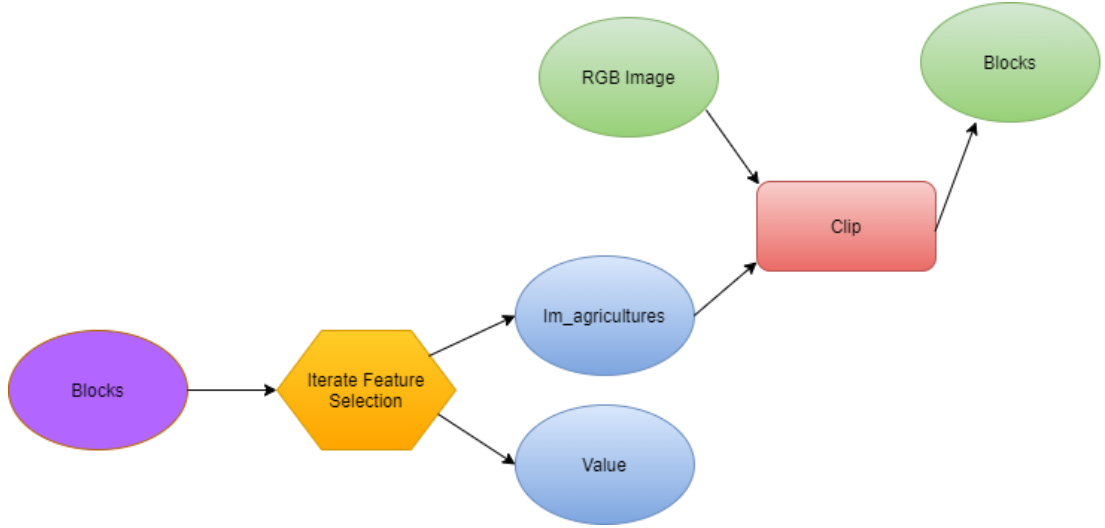 RGB Image
Blocks
Clip
Im_agricultures
Blocks
Iterate Feature
Selection
Value